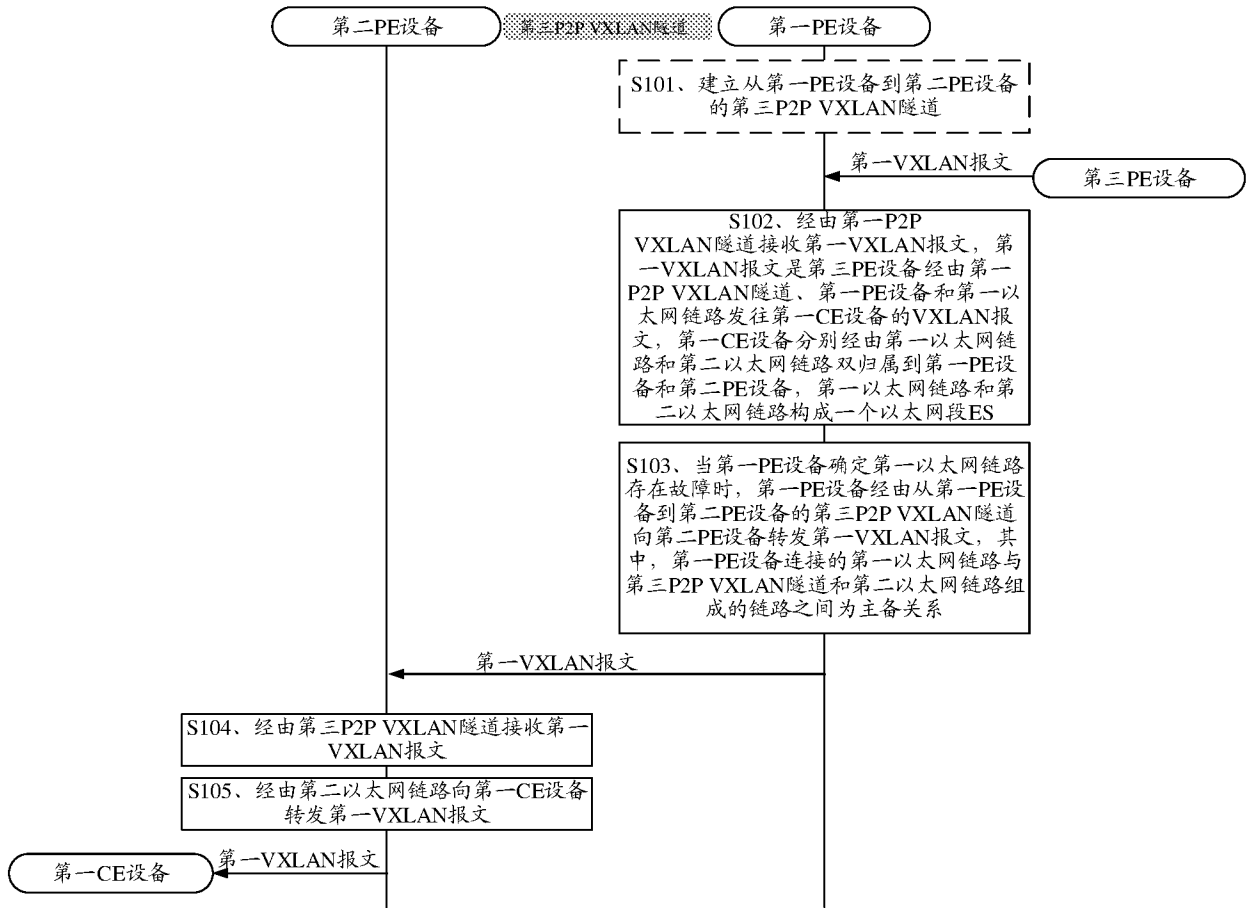 第二PE设备
第三P2P VXLAN隧道
第一PE设备
S101、建立从第一PE设备到第二PE设备
的第三P2P VXLAN隧道
第一VXLAN报文
第三PE设备
S102、经由第一P2P
VXLAN隧道接收第一VXLAN报文，第
一VXLAN报文是第三PE设备经由第一
P2P VXLAN隧道、第一PE设备和第一以
太网链路发往第一CE设备的VXLAN报
文，第一CE设备分别经由第一以太网链
路和第二以太网链路双归属到第一PE设
备和第二PE设备，第一以太网链路和第
二以太网链路构成一个以太网段ES
S103、当第一PE设备确定第一以太网链路
存在故障时，第一PE设备经由从第一PE设
备到第二PE设备的第三P2P VXLAN隧道
向第二PE设备转发第一VXLAN报文，其
中，第一PE设备连接的第一以太网链路与
第三P2P VXLAN隧道和第二以太网链路组
成的链路之间为主备关系
第一VXLAN报文
S104、经由第三P2P VXLAN隧道接收第一
VXLAN报文
S105、经由第二以太网链路向第一CE设备
转发第一VXLAN报文
第一CE设备
第一VXLAN报文